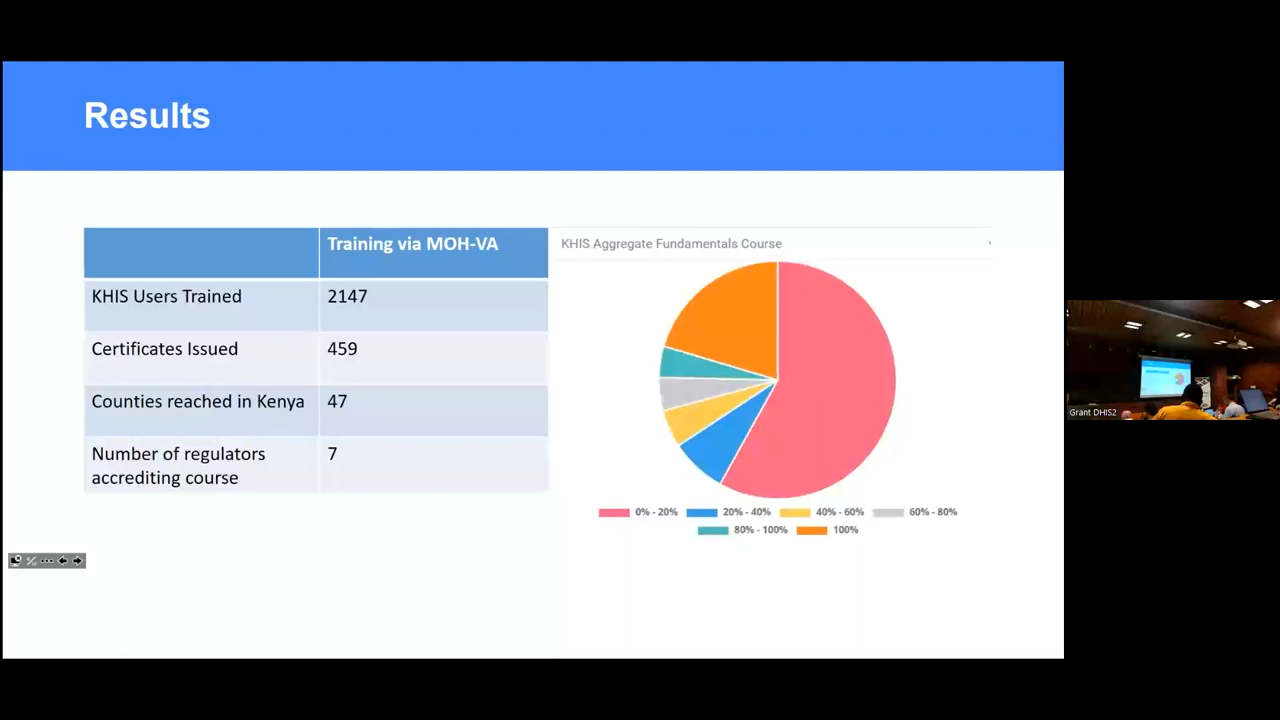 Results
Training via MOH-VA
KHIS Users Trained
2147
Certificates Issued
459
Counties reached in Kenya
47
Number of regulators
accrediting course
7
KHIS Aggregate Fundamentals Course
0% - 20%
20% - 40%
40% - 60%
60% - 80%
80% - 100%
100%
Grant DHIS2